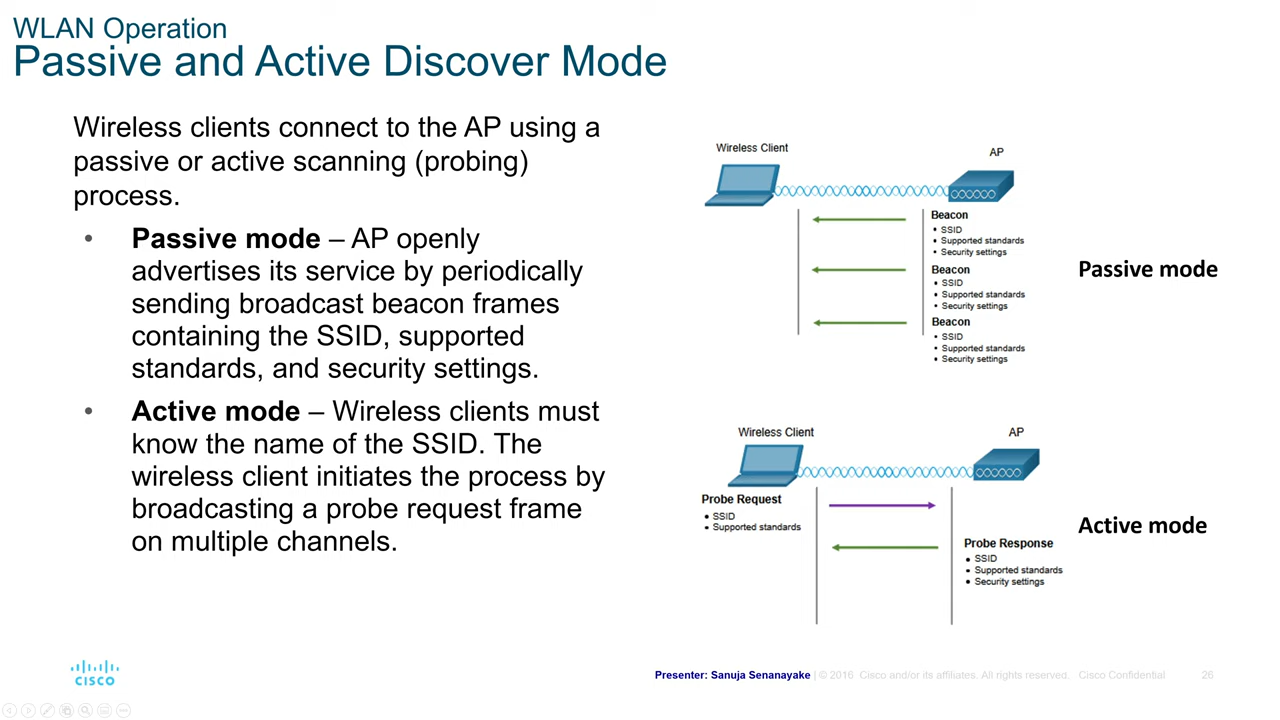 WLAN Operation
Passive and Active Discover Mode
Wireless clients connect to the AP using a
passive or active scanning (probing)
process.
• Passive mode – AP openly
advertises its service by periodically
sending broadcast beacon frames
containing the SSID, supported
standards, and security settings.
• Active mode – Wireless clients must
know the name of the SSID. The
wireless client initiates the process by
broadcasting a probe request frame
on multiple channels.
Wireless Client
AP
Beacon
• SSID
• Supported standards
• Security settings
Beacon
• SSID
• Supported standards
• Security settings
Beacon
• SSID
• Supported standards
• Security settings
Passive mode
Wireless Client
AP
Probe Request
• SSID
• Supported standards
Probe Response
• SSID
• Supported standards
• Security settings
Active mode
CISCO
Presenter: Sanuja Senanayake | © 2016 Cisco and/or its affiliates. All rights reserved. Cisco Confidential
26